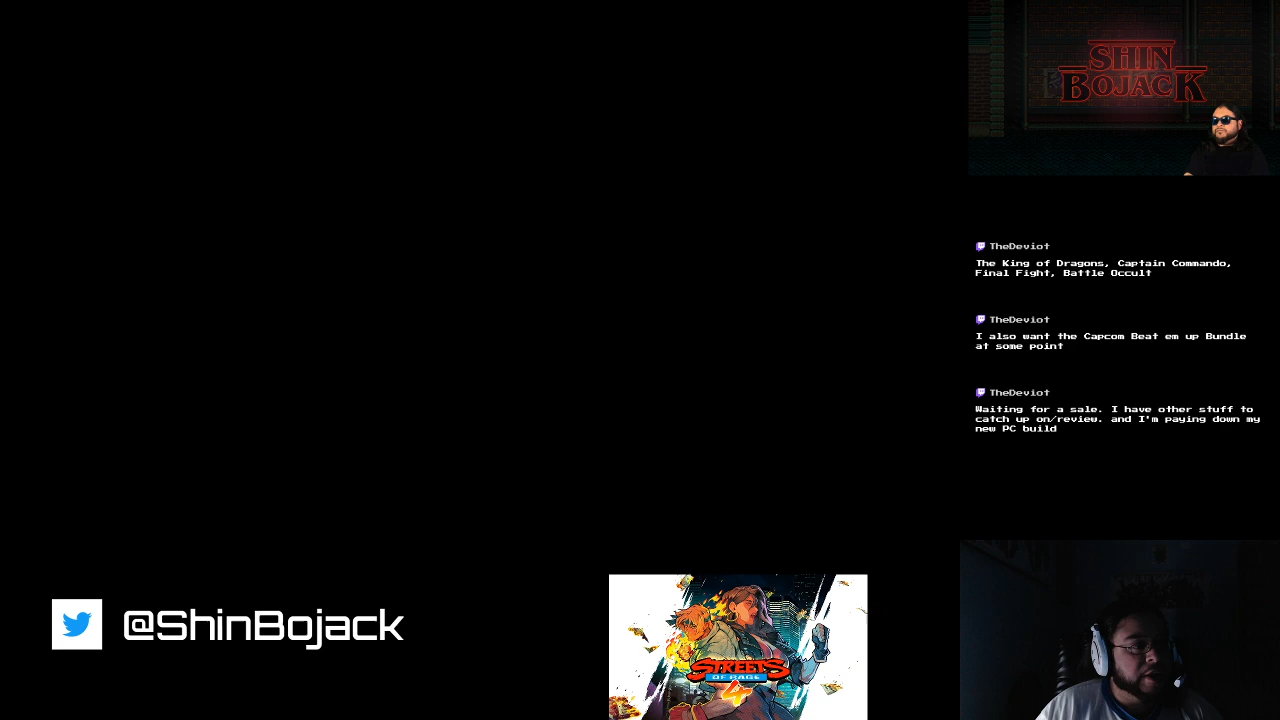 SHIN
BOJACK
TheDeviot
The King of Dragons, Captain Commando,
Final Fight, Battle Occult
TheDeviot
I also want the Capcom Beat em up Bundle
at some point
TheDeviot
Waiting for a sale. I have other stuff to
catch up on/review. and I'm paying down my
new PC build
@ShinBojack
STREETS
OF RAGE
4